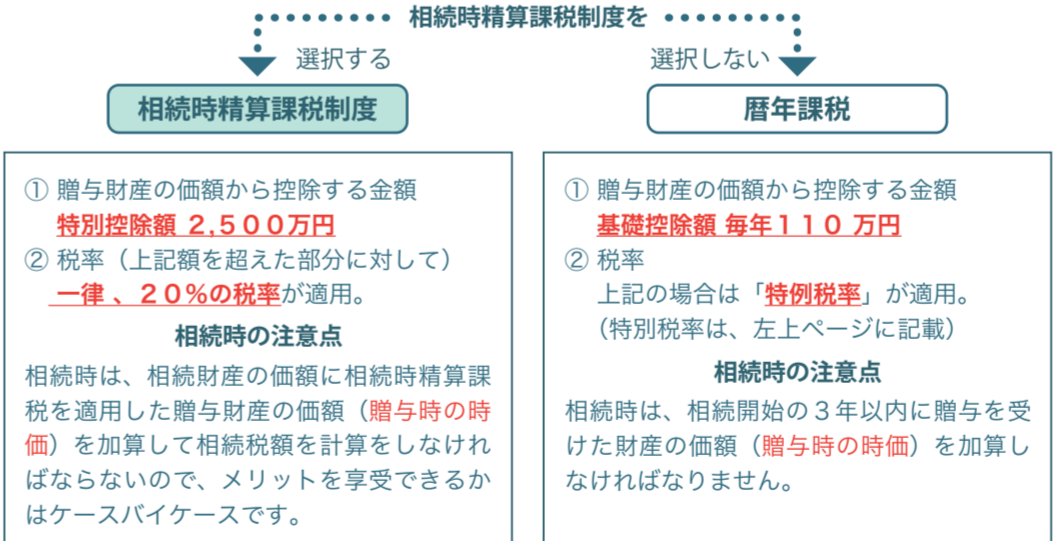 相続時精算課税制度を
選択する
選択しない
相続時精算課税制度
① 贈与財産の価額から控除する金額
特別控除額 2,５００万円
② 税率（上記額を超えた部分に対して）
一律 、２０%の税率が適用。
相続時の注意点
相続時は、相続財産の価額に相続時精算課
税を適用した贈与財産の価額（贈与時の時
価）を加算して相続税額を計算をしなけれ
ばならないので、メリットを享受できるか
はケースバイケースです。
暦年課税
① 贈与財産の価額から控除する金額
基礎控除額 毎年１１０ 万円
② 税率
上記の場合は「特例税率」が適用。
（特別税率は、左上ページに記載）
相続時の注意点
相続時は、相続開始の３年以内に贈与を受
けた財産の価額（贈与時の時価）を加算し
なければなりません。